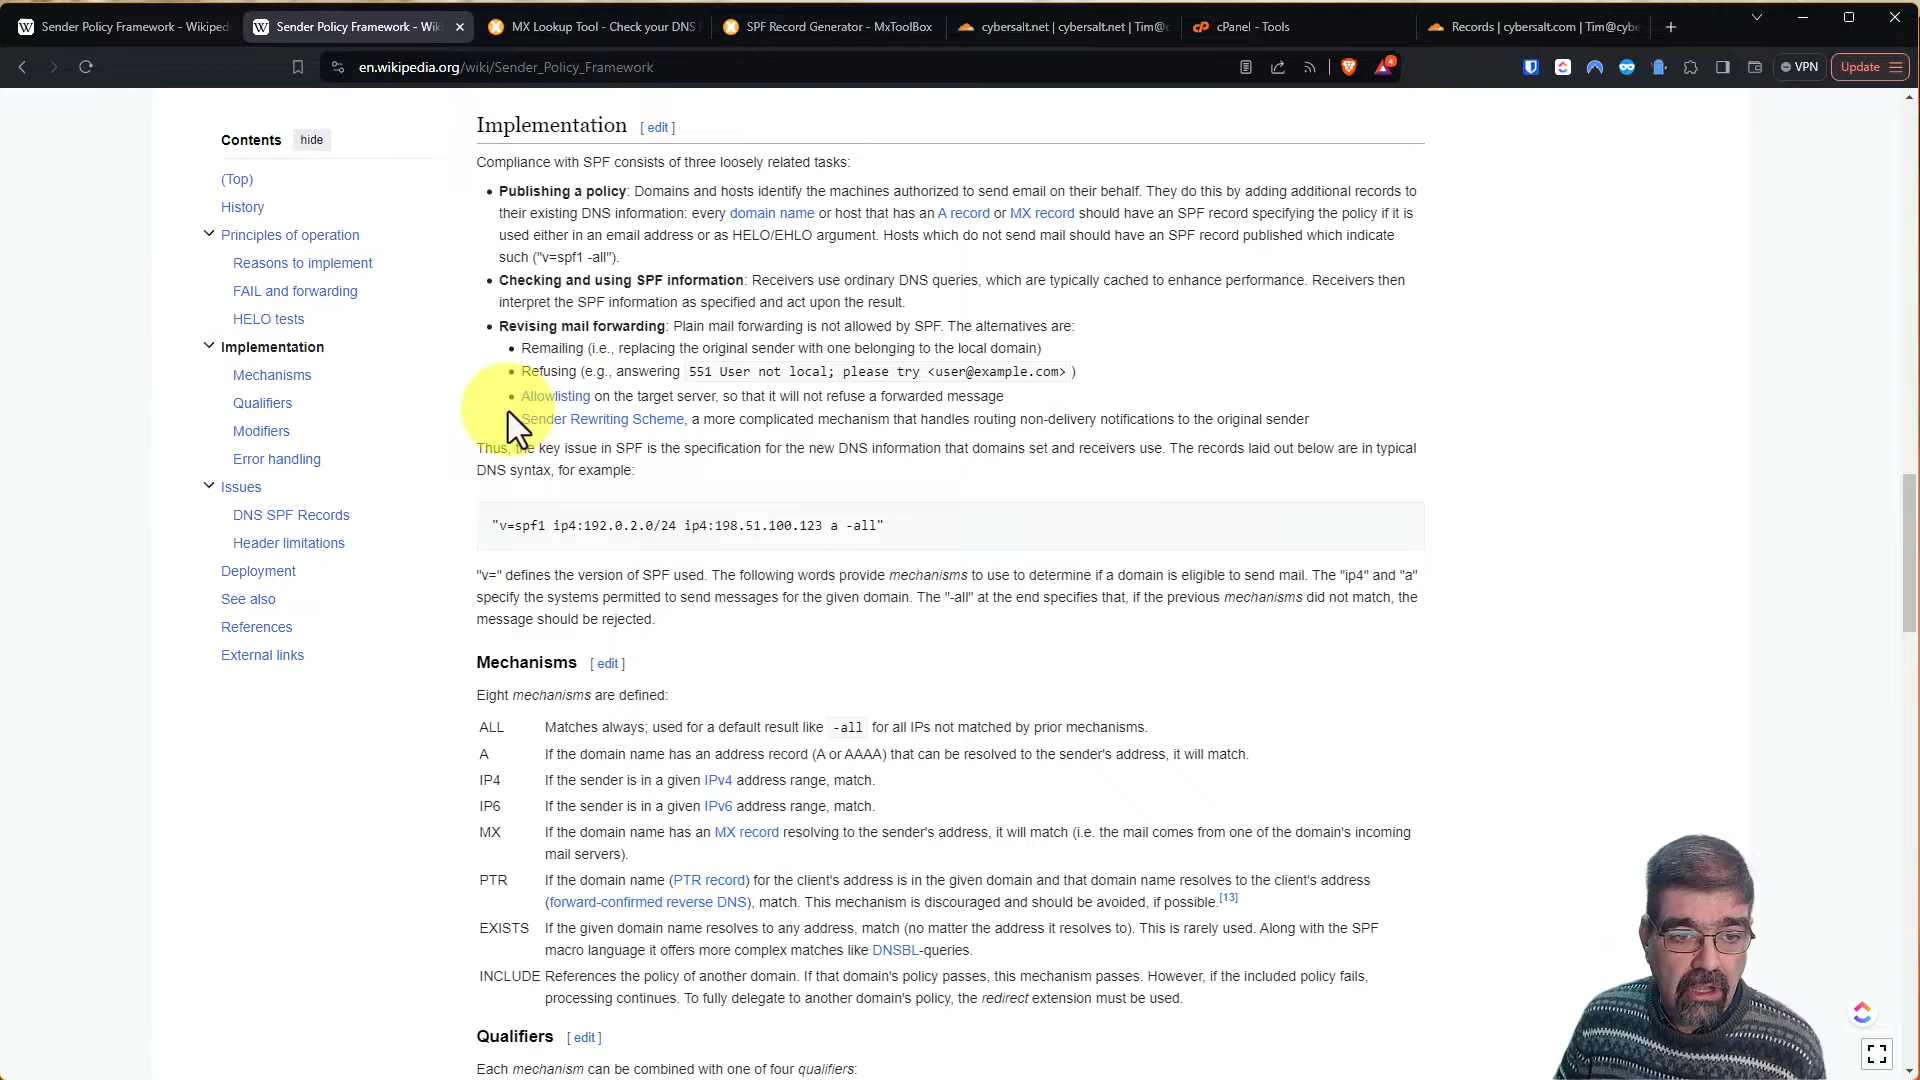 Sender Policy Framework - Wikiped
Sender Policy Framework - Wiki
MX Lookup Tool - Check your DNS
SPF Record Generator - MxToolBox
cybersalt.net | cybersalt.net | Tim@c
cPanel - Tools
Records | cybersalt.com | Tim@cybe
en.wikipedia.org/wiki/Sender_Policy_Framework
4
VPN
Update
Contents
hide
(Top)
History
Principles of operation
Reasons to implement
FAIL and forwarding
HELO tests
Implementation
Mechanisms
Qualifiers
Modifiers
Error handling
Issues
DNS SPF Records
Header limitations
Deployment
See also
References
External links
Implementation [ edit ]
Compliance with SPF consists of three loosely related tasks:
• Publishing a policy: Domains and hosts identify the machines authorized to send email on their behalf. They do this by adding additional records to
their existing DNS information: every domain name or host that has an A record or MX record should have an SPF record specifying the policy if it is
used either in an email address or as HELO/EHLO argument. Hosts which do not send mail should have an SPF record published which indicate
such ("v=spf1 -all").
• Checking and using SPF information: Receivers use ordinary DNS queries, which are typically cached to enhance performance. Receivers then
interpret the SPF information as specified and act upon the result.
• Revising mail forwarding: Plain mail forwarding is not allowed by SPF. The alternatives are:
• Remailing (i.e., replacing the original sender with one belonging to the local domain)
• Refusing (e.g., answering 551 User not local; please try <user@example.com> )
• Allowlisting on the target server, so that it will not refuse a forwarded message
Sender Rewriting Scheme, a more complicated mechanism that handles routing non-delivery notifications to the original sender
Thus, the key issue in SPF is the specification for the new DNS information that domains set and receivers use. The records laid out below are in typical
DNS syntax, for example:
"v=spf1 ip4:192.0.2.0/24 ip4:198.51.100.123 a -all"
"v=" defines the version of SPF used. The following words provide mechanisms to use to determine if a domain is eligible to send mail. The "ip4" and "a"
specify the systems permitted to send messages for the given domain. The "-all" at the end specifies that, if the previous mechanisms did not match, the
message should be rejected.
Mechanisms [ edit ]
Eight mechanisms are defined:
ALL Matches always; used for a default result like -all for all IPs not matched by prior mechanisms.
A If the domain name has an address record (A or AAAA) that can be resolved to the sender's address, it will match.
IP4 If the sender is in a given IPv4 address range, match.
IP6 If the sender is in a given IPv6 address range, match.
MX If the domain name has an MX record resolving to the sender's address, it will match (i.e. the mail comes from one of the domain's incoming
mail servers).
PTR If the domain name (PTR record) for the client's address is in the given domain and that domain name resolves to the client's address
(forward-confirmed reverse DNS), match. This mechanism is discouraged and should be avoided, if possible.[13]
EXISTS If the given domain name resolves to any address, match (no matter the address it resolves to). This is rarely used. Along with the SPF
macro language it offers more complex matches like DNSBL-queries.
INCLUDE References the policy of another domain. If that domain's policy passes, this mechanism passes. However, if the included policy fails,
processing continues. To fully delegate to another domain's policy, the redirect extension must be used.
Qualifiers [ edit ]
Each mechanism can be combined with one of four qualifiers: